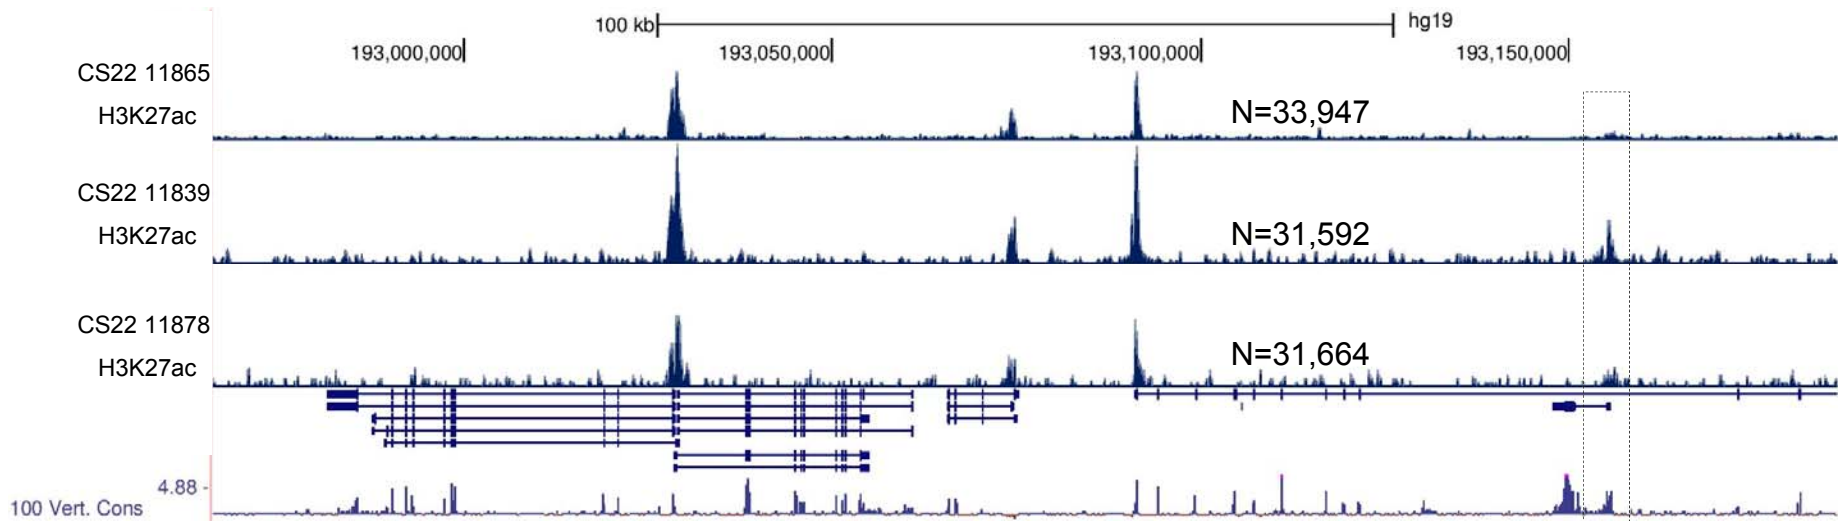 100 kb hg19
193,000,000 193,050,000 193,100,000 193,150,000
CS22 11865
H3K27ac
N=33,947
CS22 11839
H3K27ac
N=31,592
CS22 11878
H3K27ac
N=31,664
4.88 -
100 Vert. Cons